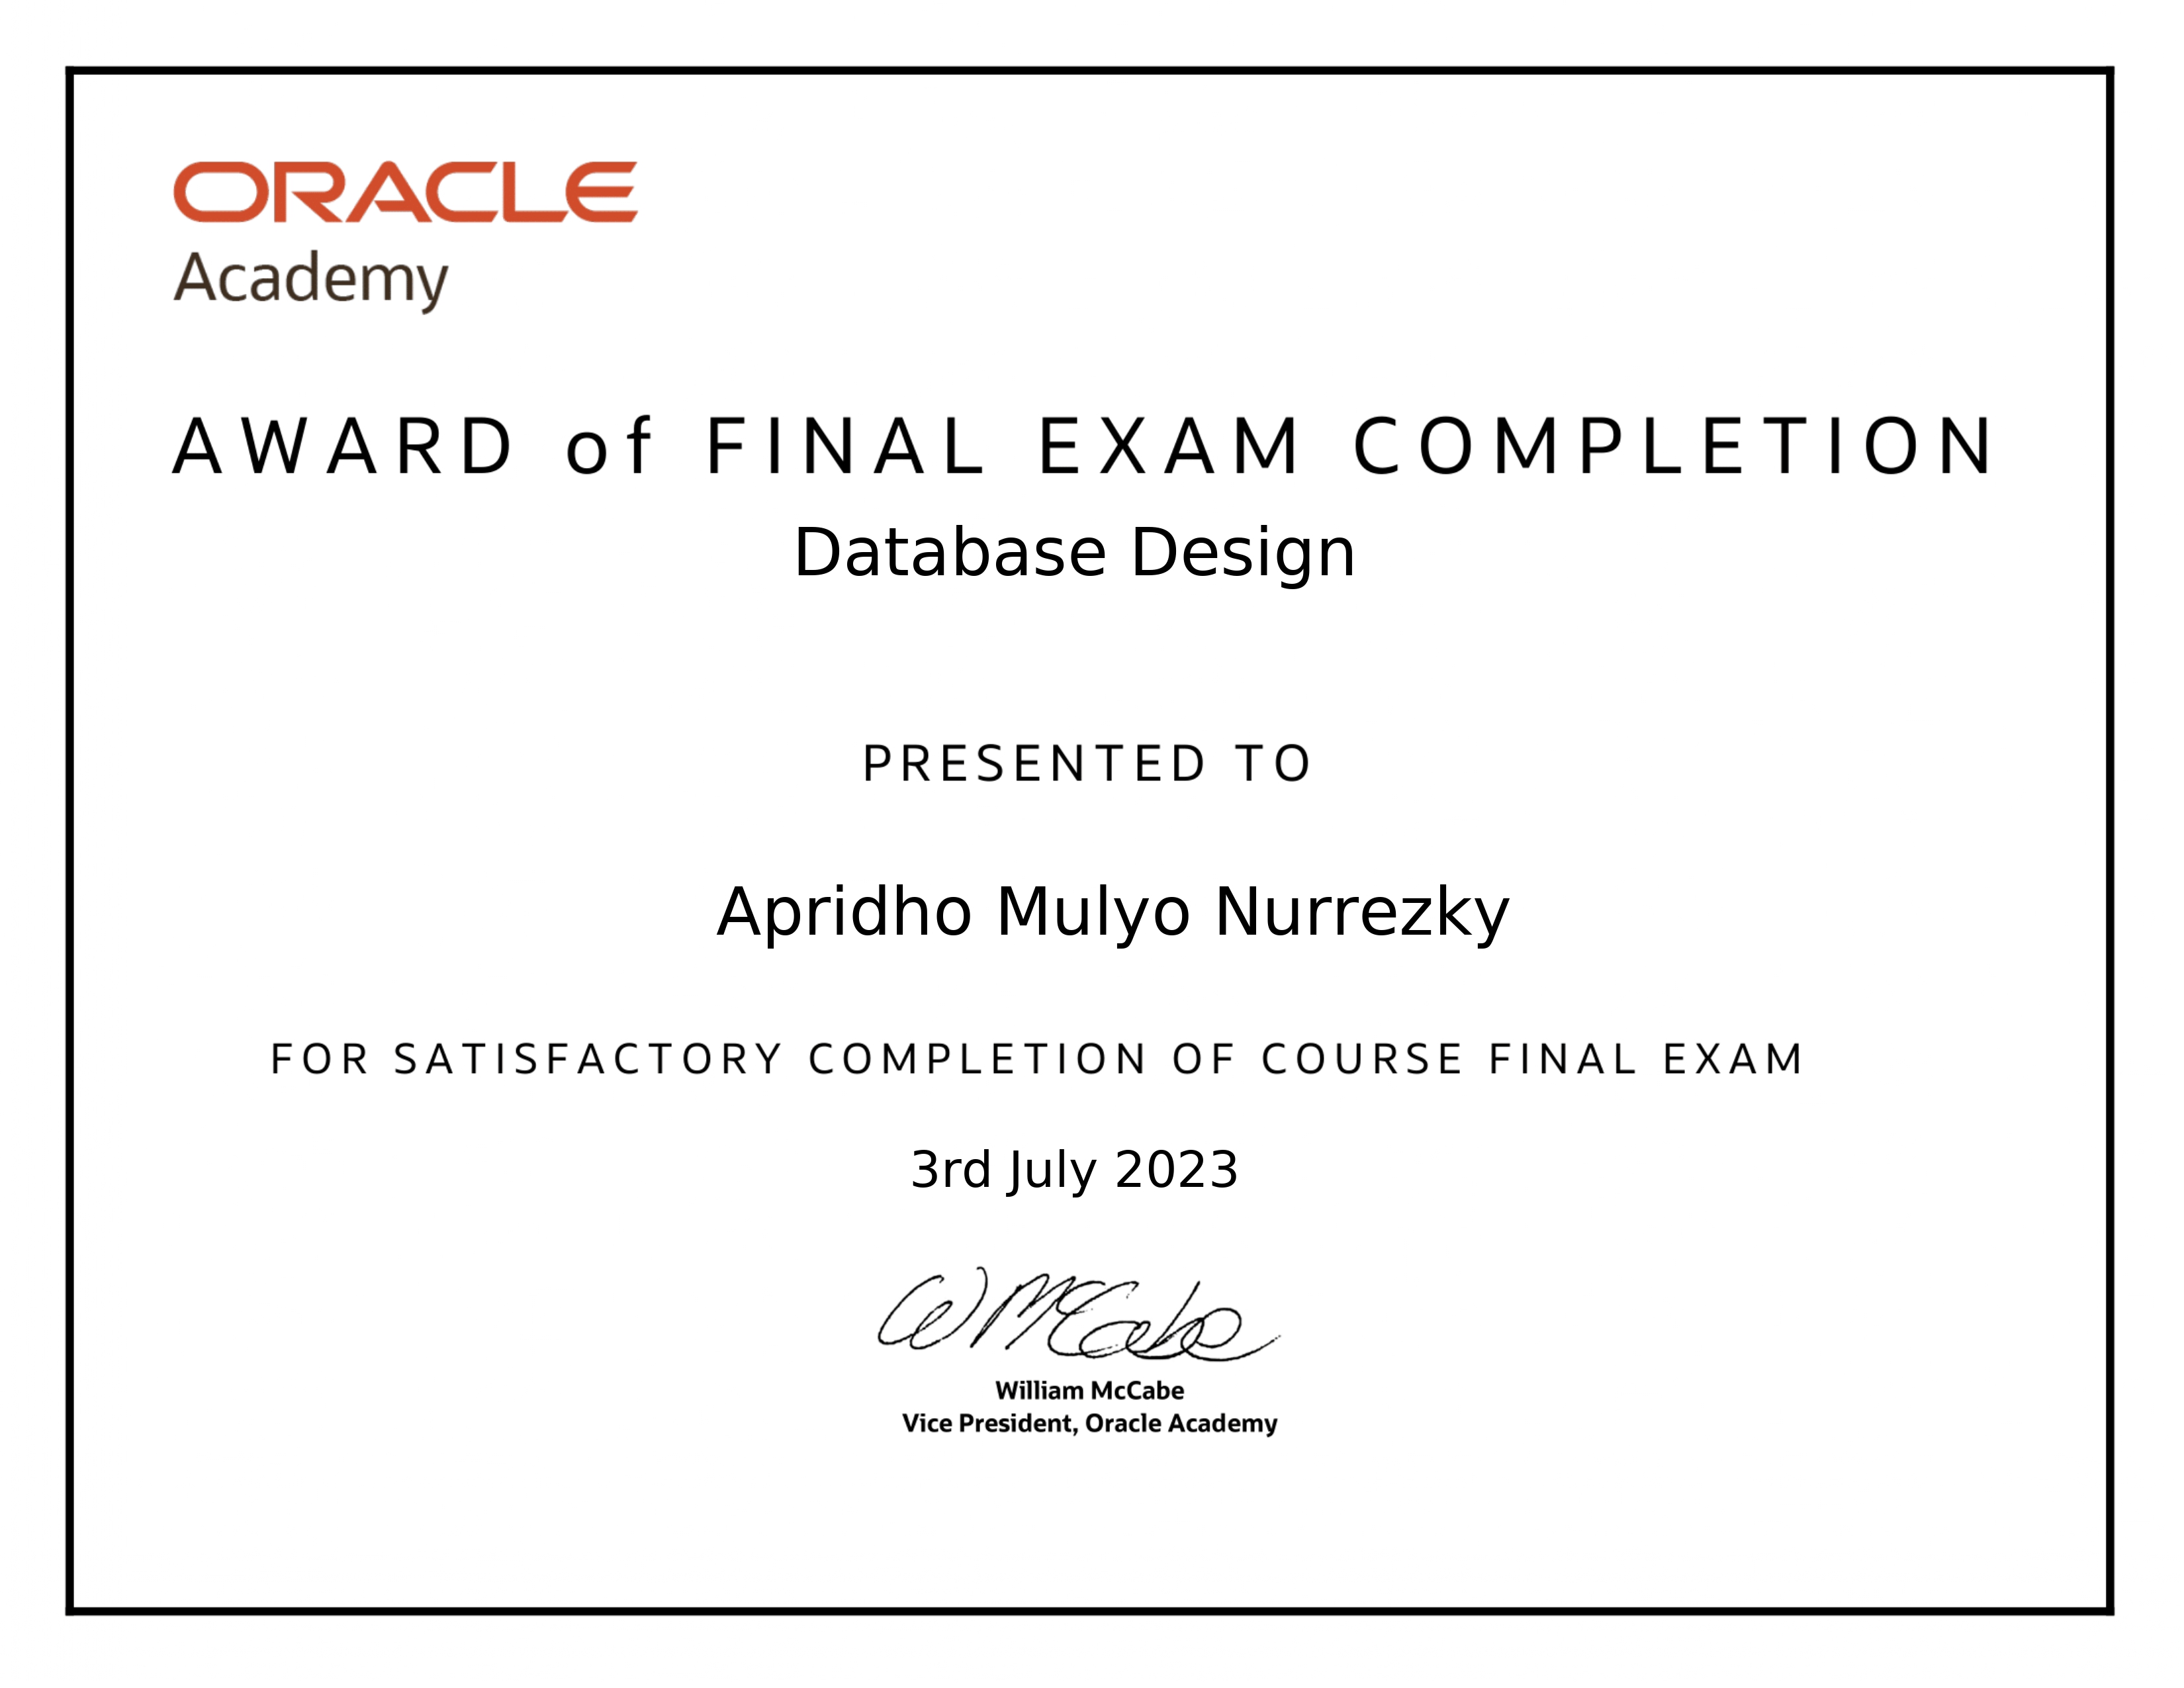 ORACLE
Academy
AWARD of FINAL EXAM COMPLETION
Database Design
PRESENTED TO
Apridho Mulyo Nurrezky
FOR SATISFACTORY COMPLETION OF COURSE FINAL EXAM
3rd July 2023
W McCabe
William McCabe
Vice President, Oracle Academy